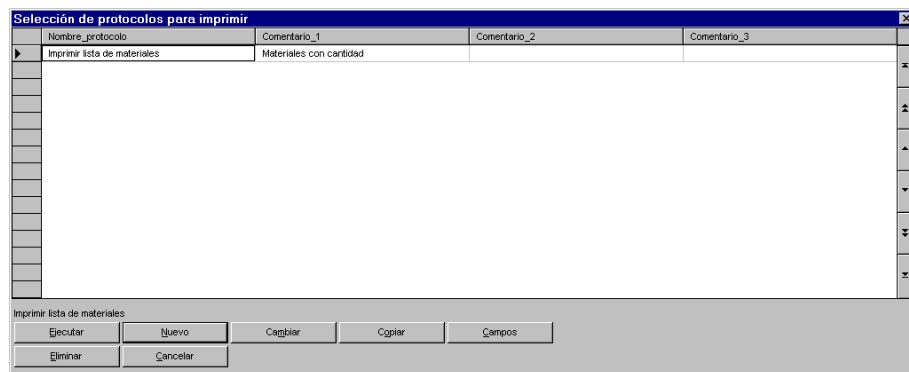 Selección de protocolos para imprimir
Nombre_protocolo Comentario_1 Comentario_2 Comentario_3
Imprimir lista de materiales Materiales con cantidad
Imprimir lista de materiales
Ejecutar Nuevo Cambiar Copiar Campos
Eliminar Cancelar